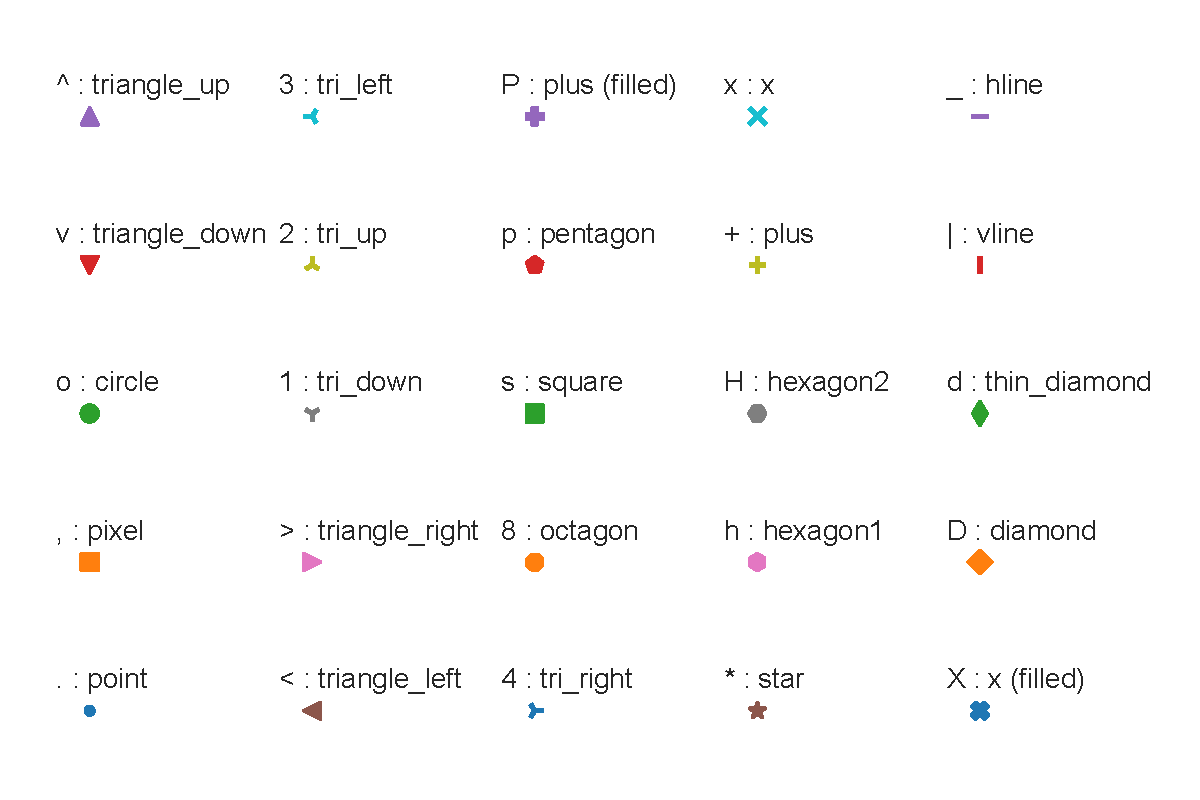 ^ : triangle_up
3 : tri_left
P : plus (filled)
x : x
_ : hline
v : triangle_down
2 : tri_up
p : pentagon
+ : plus
| : vline
o : circle
1 : tri_down
s : square
H : hexagon2
d : thin_diamond
, : pixel
> : triangle_right
8 : octagon
h : hexagon1
D : diamond
. : point
< : triangle_left
4 : tri_right
* : star
X : x (filled)